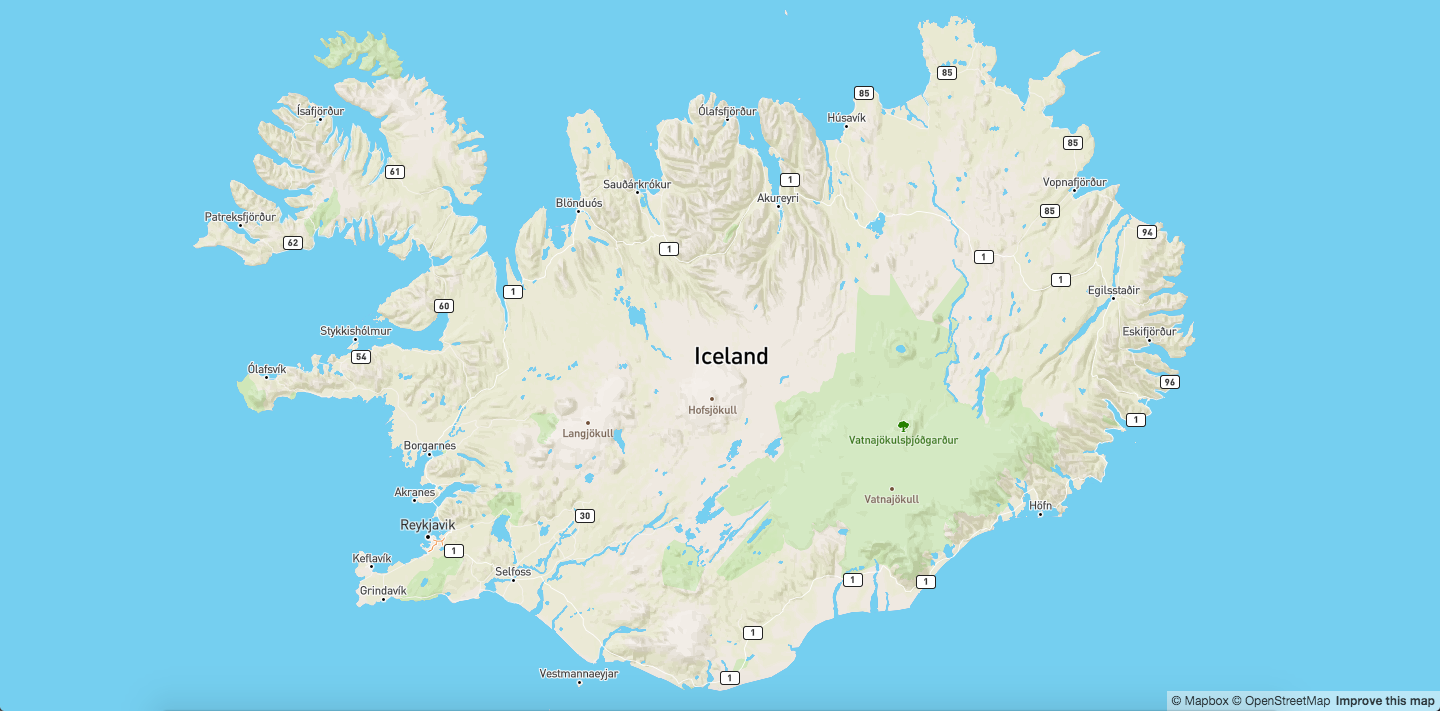 85
85
Ísafjörður
Ólafsfjörður
Húsavík
85
61
1
Sauðárkrókur
Vopnafjörður
Blönduós
Akureyri
Patreksfjörður
85
62
94
1
1
1
Egilsstaðir
1
60
Stykkishólmur
Eskifjörður
54
Iceland
Ólafsvík
96
Hofsjökull
1
Langjökull
Vatnajökulsþjóðgarður
Borgarnes
Akranes
Vatnajökull
Höfn
30
Reykjavik
1
Keflavík
Selfoss
1
1
Grindavík
1
Vestmannaeyjar
1
© Mapbox © OpenStreetMap Improve this map